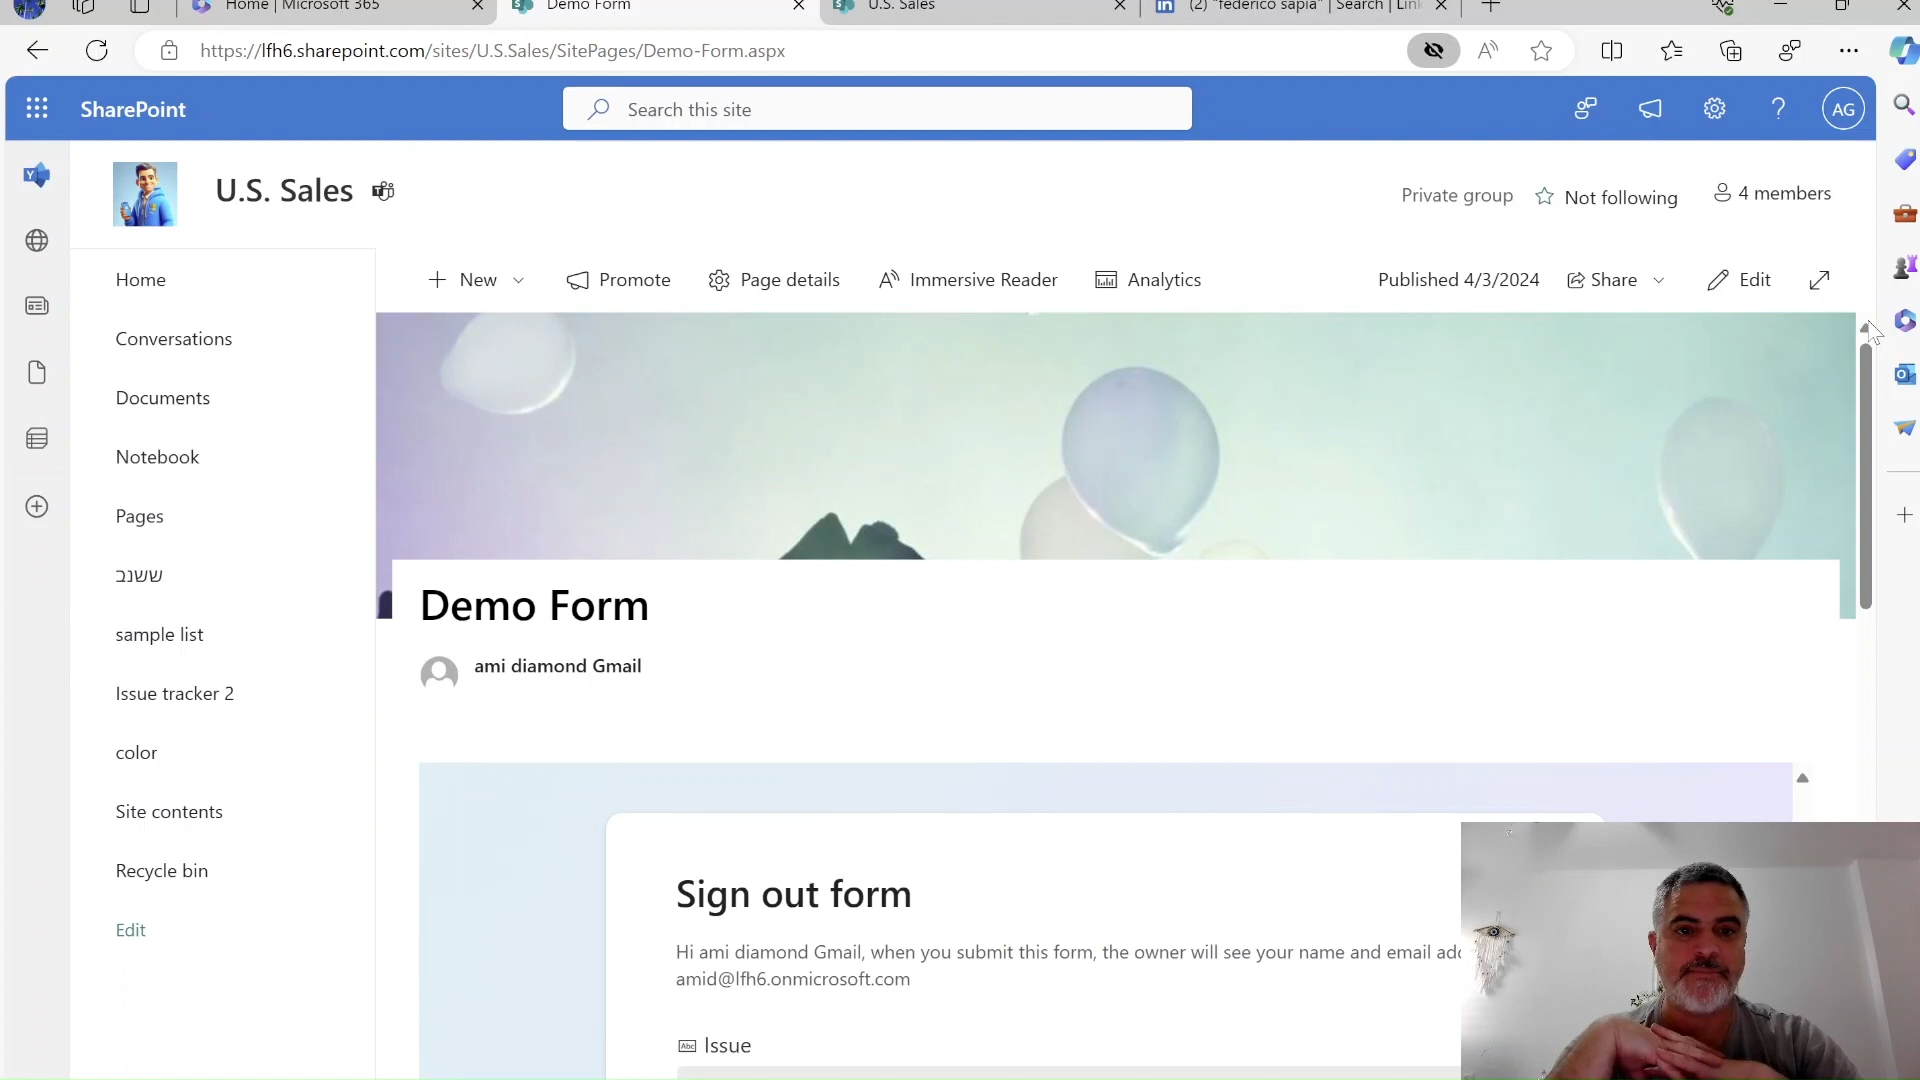 Home | Microsoft 365
Demo Form
U.S. Sales
(2) "federico sapia" | Search | Link
https://lfh6.sharepoint.com/sites/U.S.Sales/SitePages/Demo-Form.aspx
SharePoint
Search this site
AG
U.S. Sales
Private group
Not following
4 members
Home
Conversations
Documents
Notebook
Pages
ששנב
sample list
Issue tracker 2
color
Site contents
Recycle bin
Edit
New
Promote
Page details
Immersive Reader
Analytics
Published 4/3/2024
Share
Edit
Demo Form
ami diamond Gmail
Sign out form
Hi ami diamond Gmail, when you submit this form, the owner will see your name and email add
amid@lfh6.onmicrosoft.com
Abc Issue